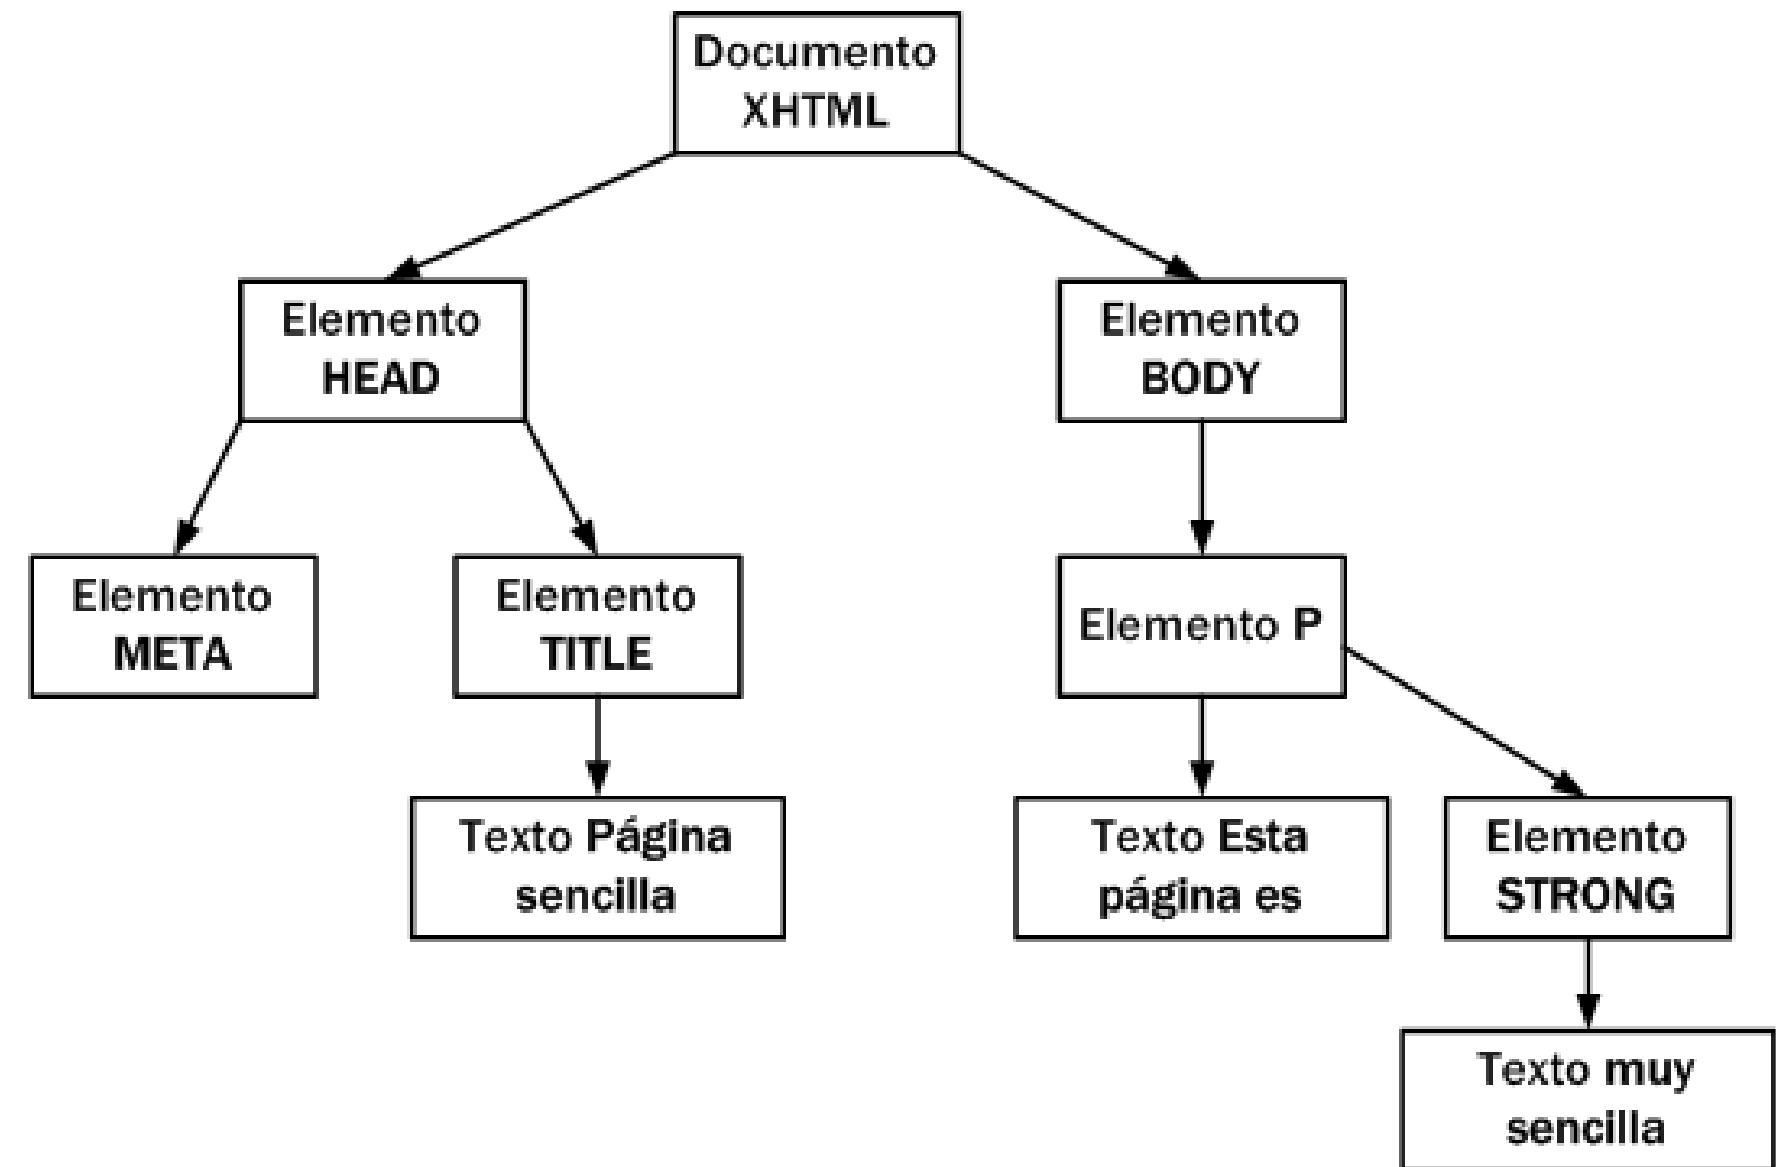 Documento
XHTML
Elemento
HEAD
Elemento
BODY
Elemento
META
Elemento
TITLE
Elemento P
Texto Página
sencilla
Texto Esta
página es
Elemento
STRONG
Texto muy
sencilla